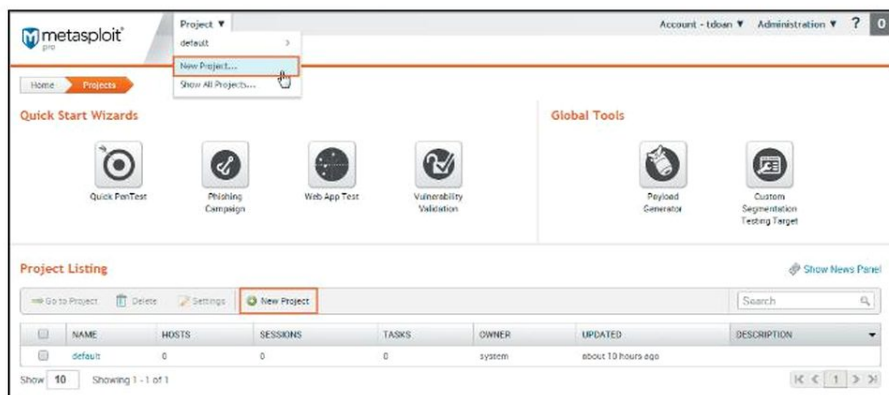 metasploit®
pro
Project ▼
default >
New Project...
Show All Projects...
Account - tdoan ▼ Administration ▼ ? 0
Home Projects
Quick Start Wizards
Quick PenTest
Phishing
Campaign
Web App Test
Vulnerability
Validation
Global Tools
Payload
Generator
Custom
Segmentation
Testing Target
Project Listing
Show News Panel
Go to Project Delete Settings New Project
Search
NAME HOSTS SESSIONS TASKS OWNER UPDATED DESCRIPTION
default 0 0 0 system about 10 hours ago
Show 10 Showing 1 - 1 of 1
1